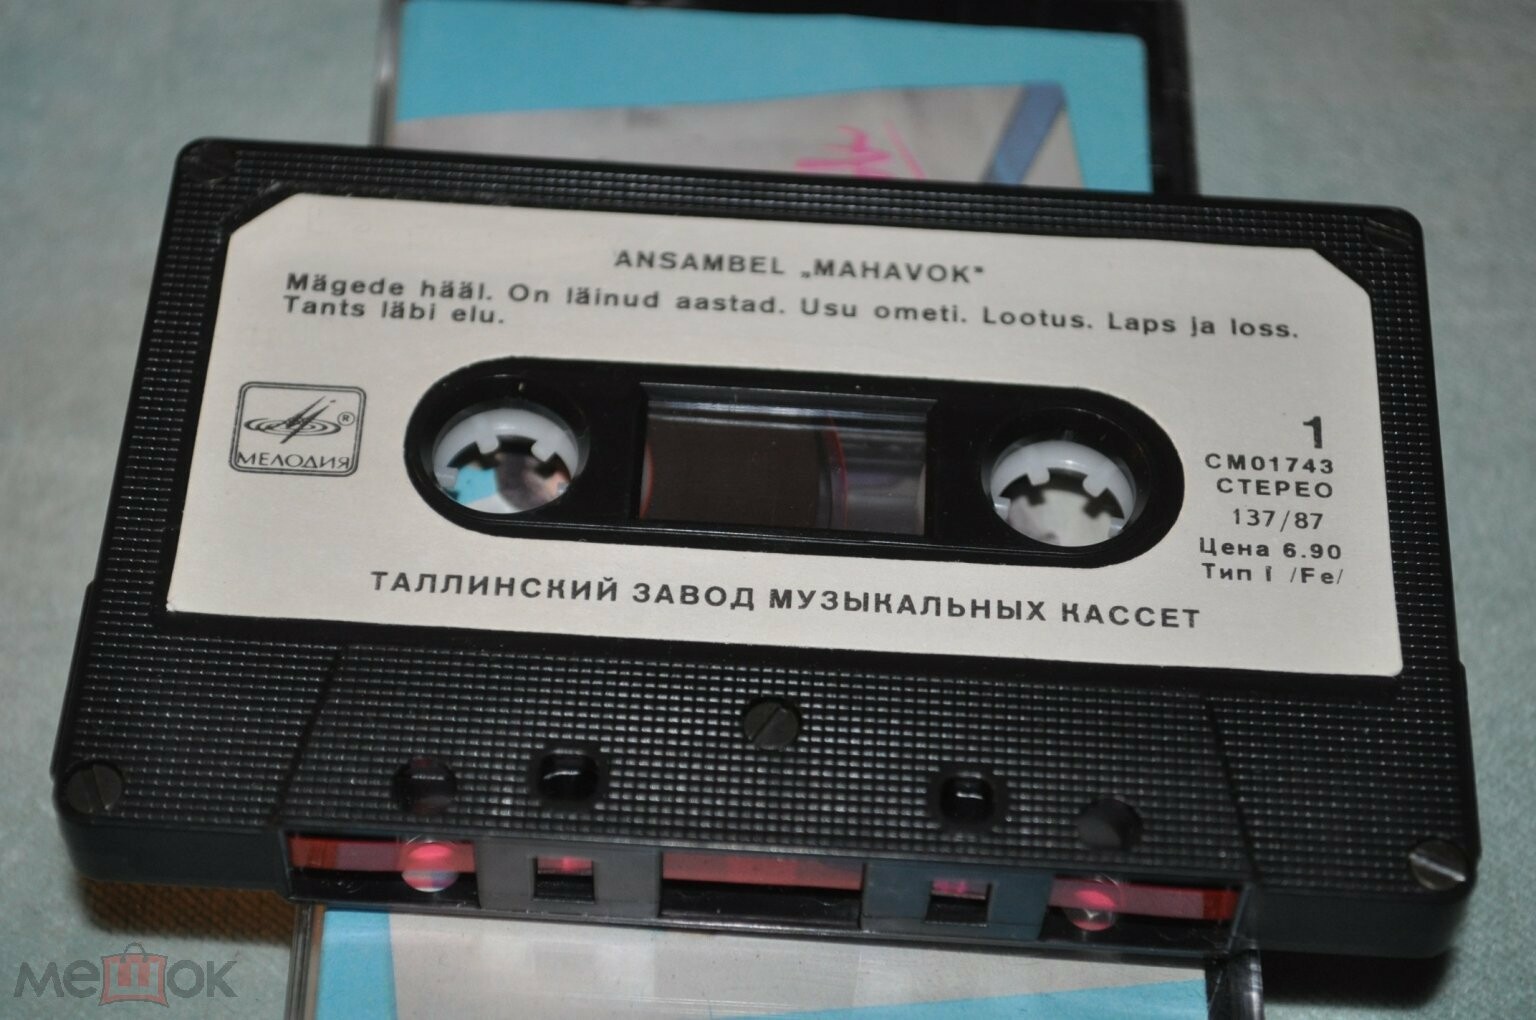 ANSAMBEL „MAHAVOK"
Mägede hääl. On läinud aastad. Usu ometi. Lootus. Laps ja loss.
Tants läbi elu.
®
МЕЛОДИЯ
1
СМ01743
СТЕРЕО
137/87
Цена 6.90
Тип I /Fe/
ТАЛЛИНСКИЙ ЗАВОД МУЗЫКАЛЬНЫХ КАССЕТ
мешок